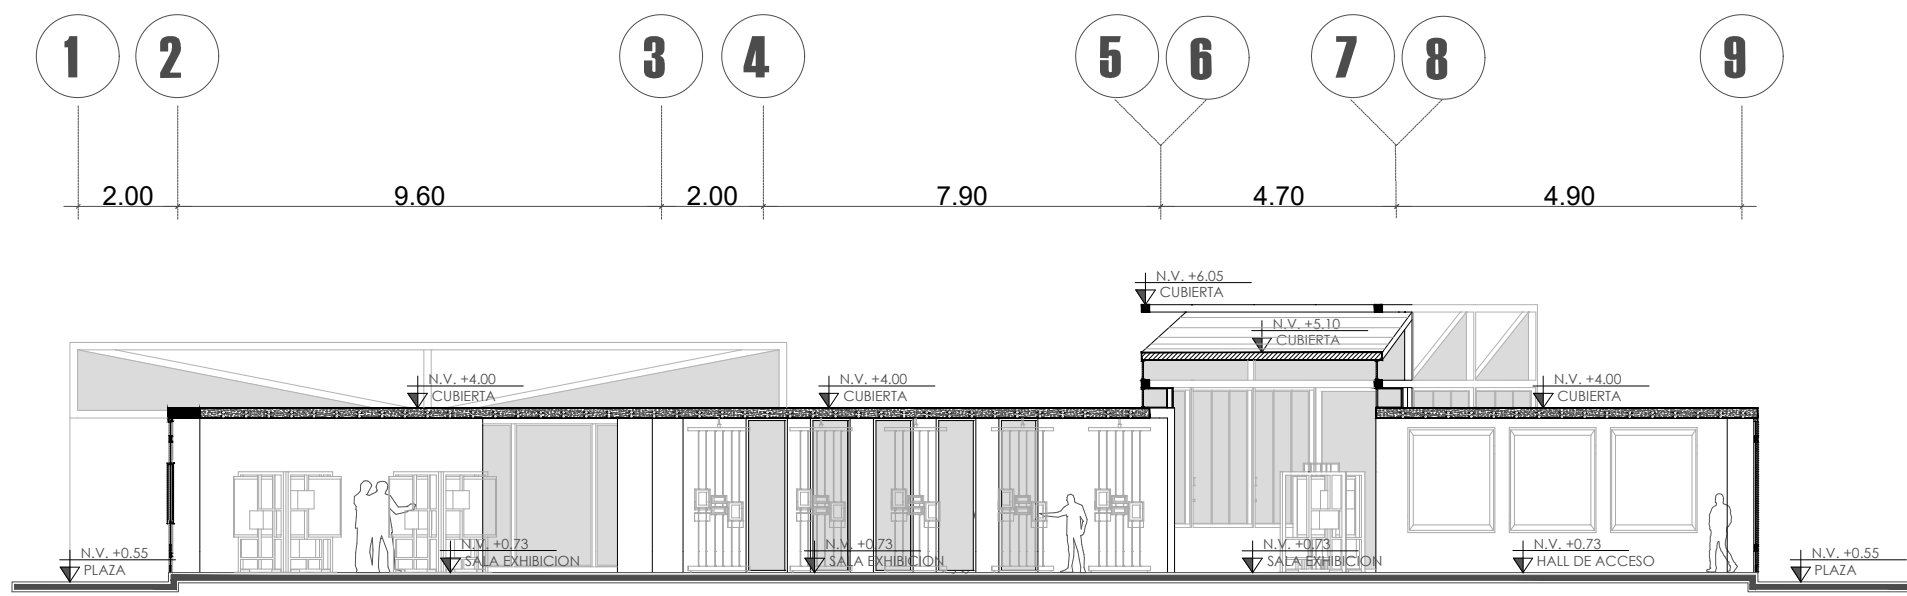 1 2 3 4 5 6 7 8 9
2.00 9.60 2.00 7.90 4.70 4.90
N.V. +6.05
CUBIERTA
N.V. +5.10
CUBIERTA
N.V. +4.00
CUBIERTA
N.V. +4.00
CUBIERTA
N.V. +4.00
CUBIERTA
N.V. +0.55
PLAZA
N.V. +0.73
SALA EXHIBICION
N.V. +0.73
SALA EXHIBICION
N.V. +0.73
SALA EXHIBICION
N.V. +0.73
HALL DE ACCESO
N.V. +0.55
PLAZA